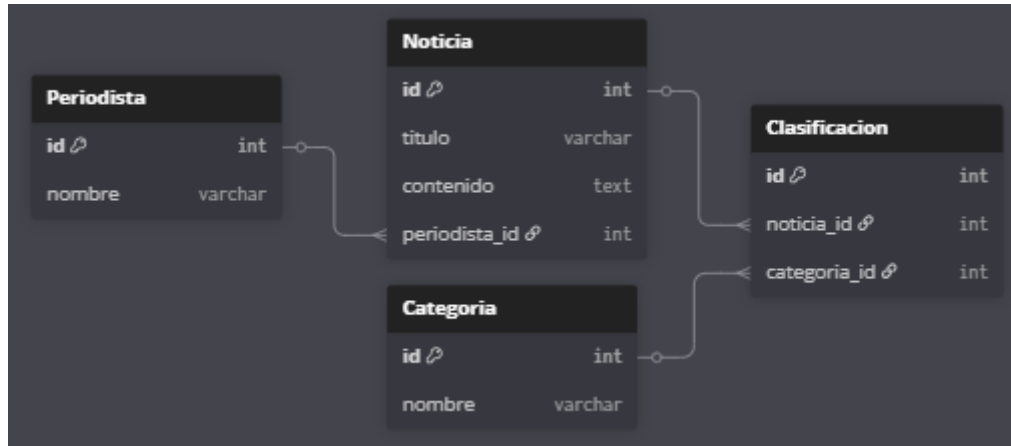 Periodista
id int
nombre varchar
Noticia
id int
titulo varchar
contenido text
periodista_id int
Categoria
id int
nombre varchar
Clasificacion
id int
noticia_id int
categoria_id int